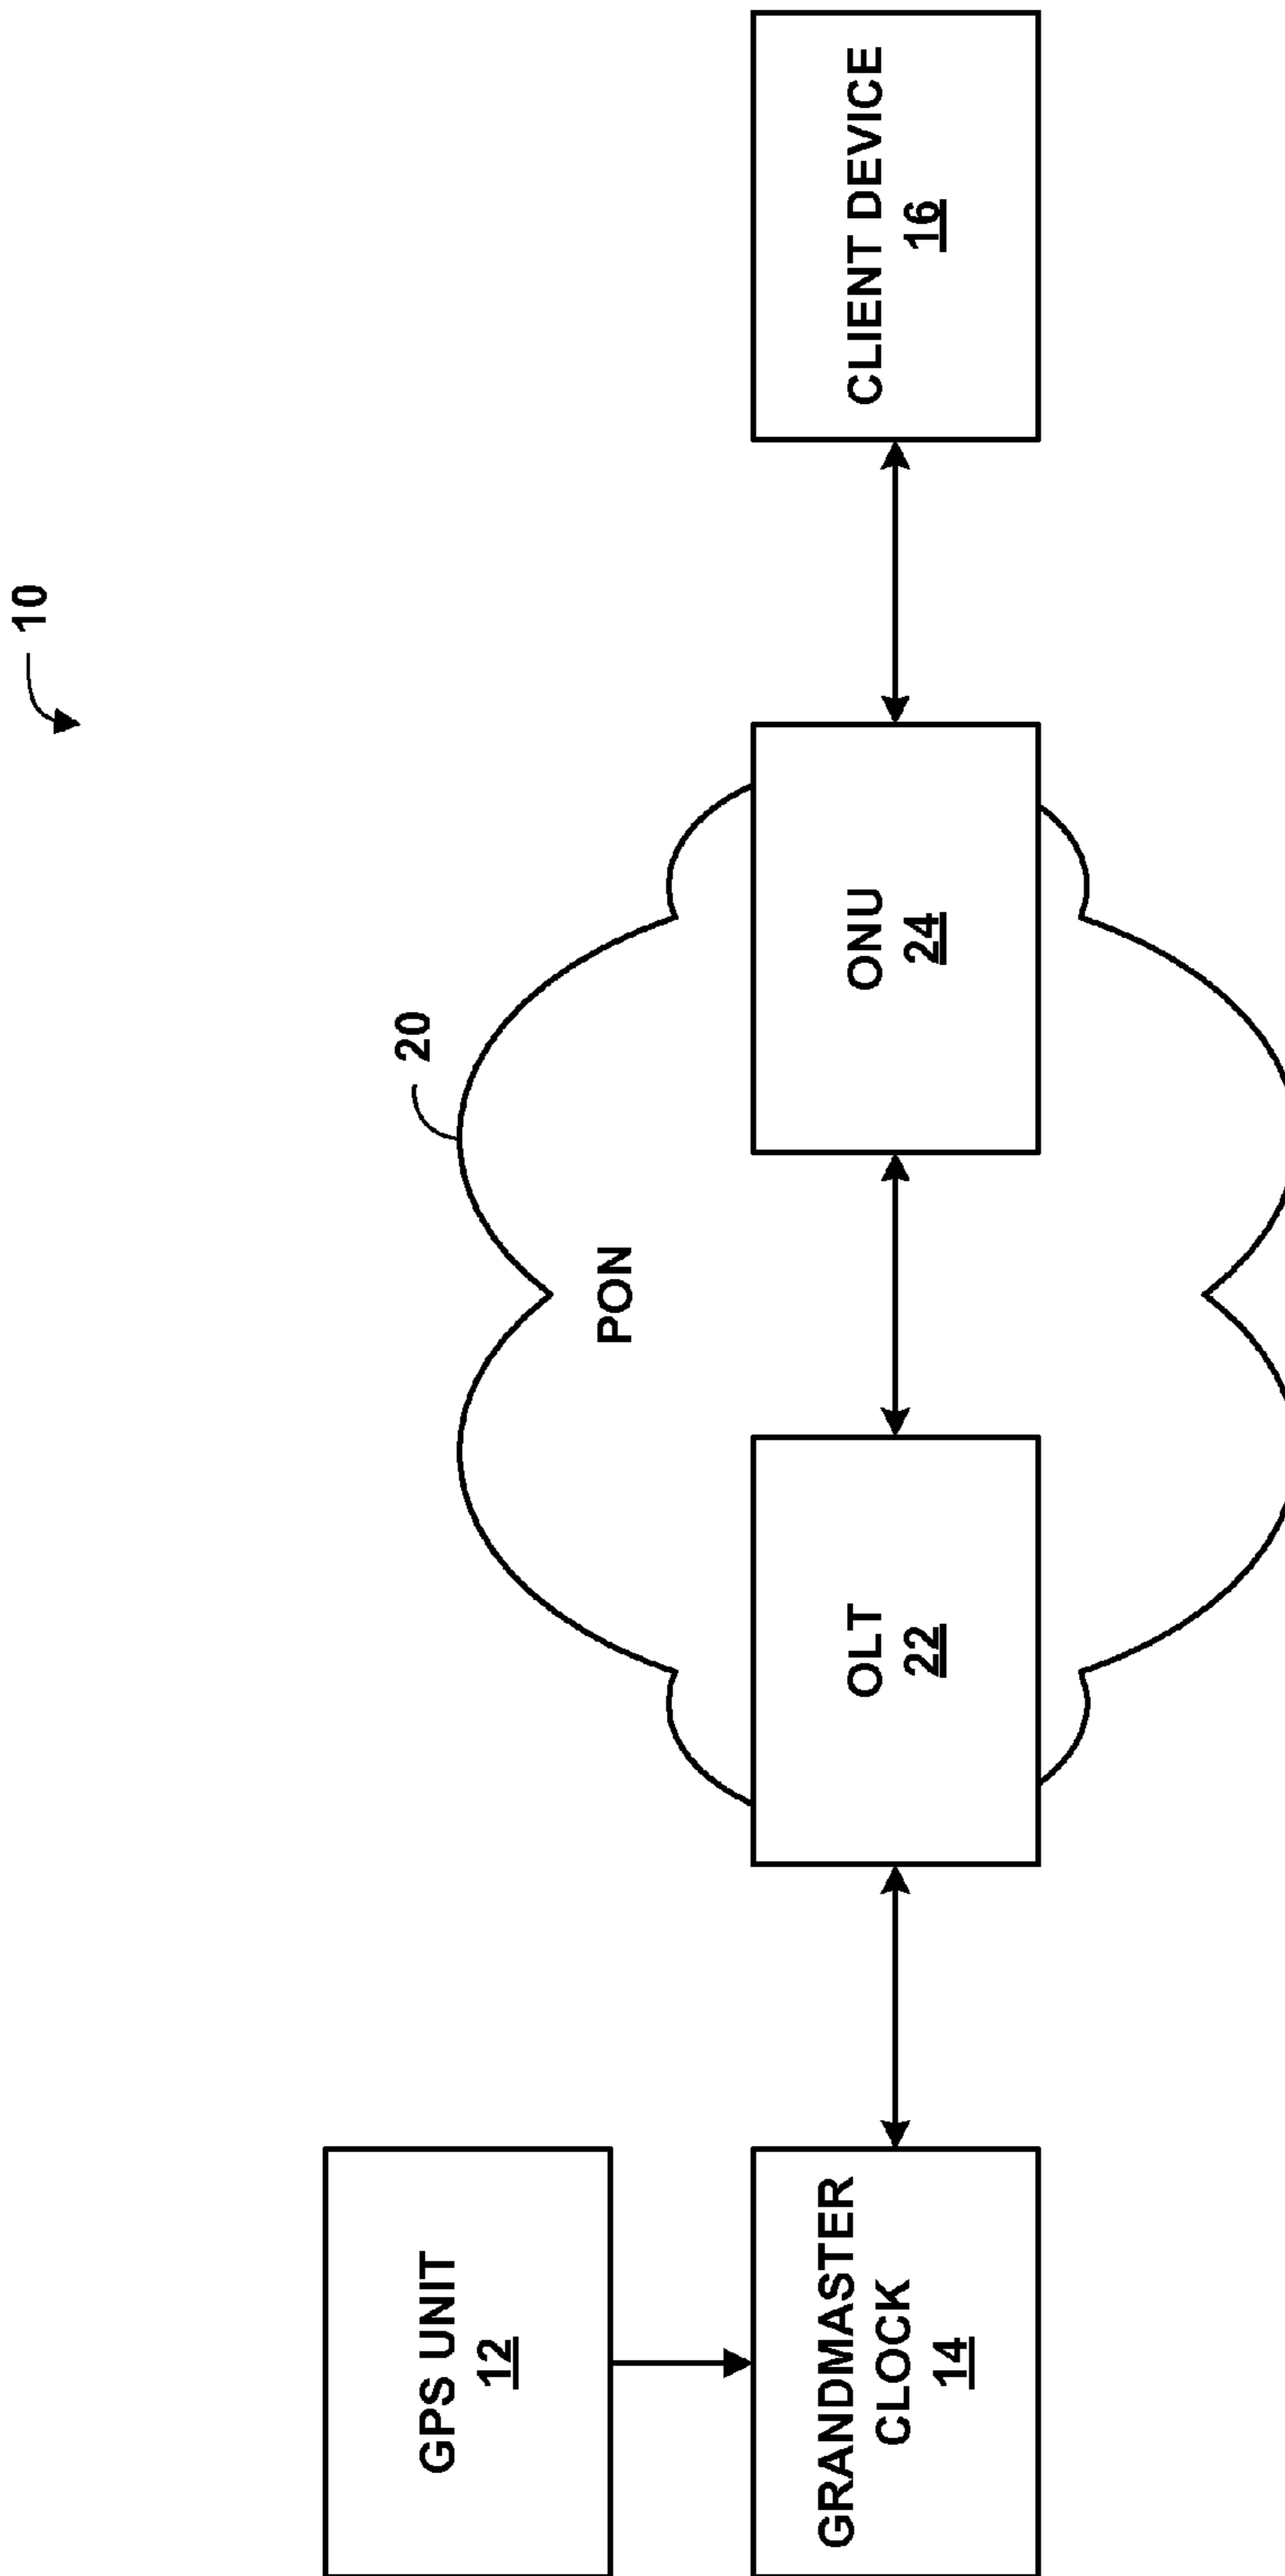 10
20
PON
GPS UNIT
12
GRANDMASTER
CLOCK
14
OLT
22
ONU
24
CLIENT DEVICE
16